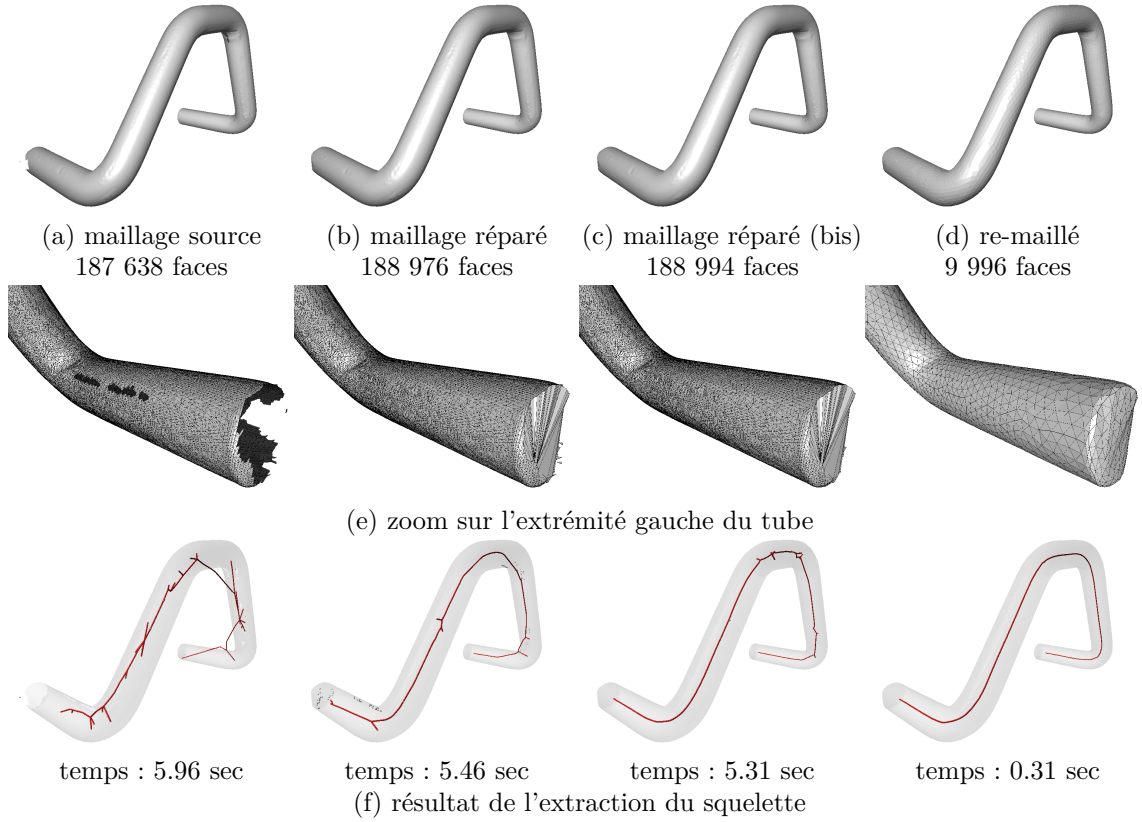 (a) maillage source
187 638 faces
(b) maillage réparé
188 976 faces
(c) maillage réparé (bis)
188 994 faces
(d) re-maillé
9 996 faces
(e) zoom sur l'extrémité gauche du tube
temps : 5.96 sec
temps : 5.46 sec
temps : 5.31 sec
temps : 0.31 sec
(f) résultat de l'extraction du squelette